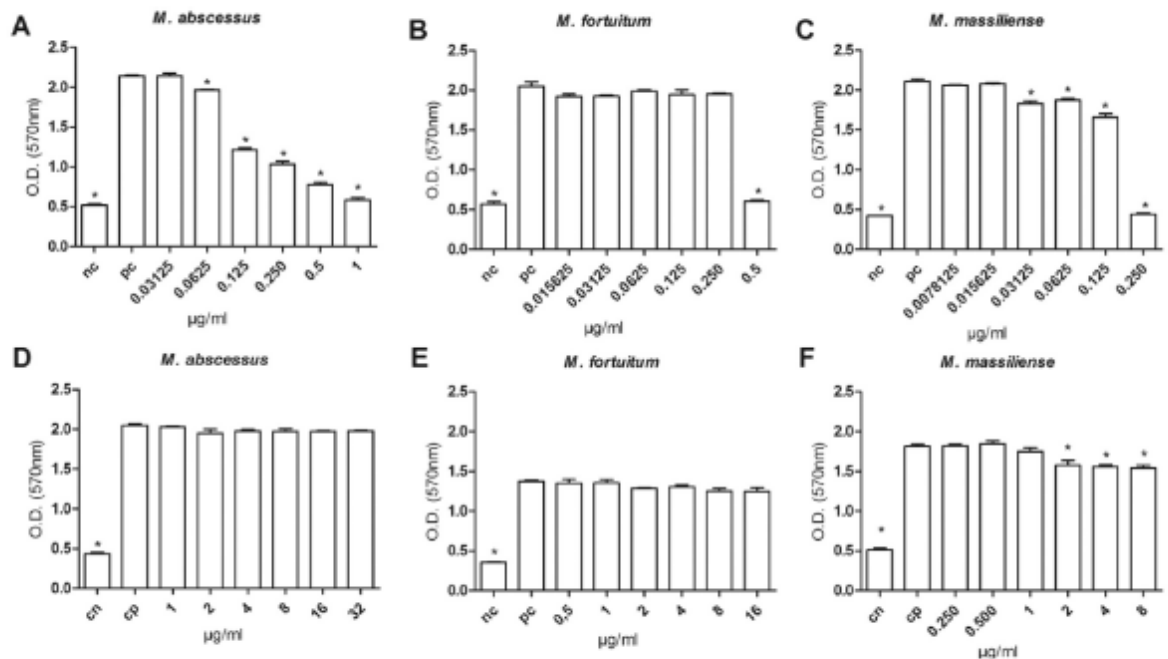 A
M. abscessus
O.D. (570nm)
2.5
2.0
1.5
1.0
0.5
0.0
*
*
*
*
*
*
nc
pc
0.03125
0.0625
0.125
0.250
0.5
1
µg/ml
B
M. fortuitum
O.D. (570nm)
2.5
2.0
1.5
1.0
0.5
0.0
*
*
nc
pc
0.015625
0.03125
0.0625
0.125
0.250
0.5
µg/ml
C
M. massiliense
O.D. (570nm)
2.5
2.0
1.5
1.0
0.5
0.0
*
*
*
*
*
nc
pc
0.0078125
0.015625
0.03125
0.0625
0.125
0.250
µg/ml
D
M. abscessus
O.D. (570nm)
2.5
2.0
1.5
1.0
0.5
0.0
*
cn
cp
1
2
4
8
16
32
µg/ml
E
M. fortuitum
O.D. (570nm)
2.5
2.0
1.5
1.0
0.5
0.0
*
nc
pc
0,5
1
2
4
8
16
µg/ml
F
M. massiliense
O.D. (570nm)
2.5
2.0
1.5
1.0
0.5
0.0
*
*
*
*
cn
cp
0.250
0.500
1
2
4
8
µg/ml